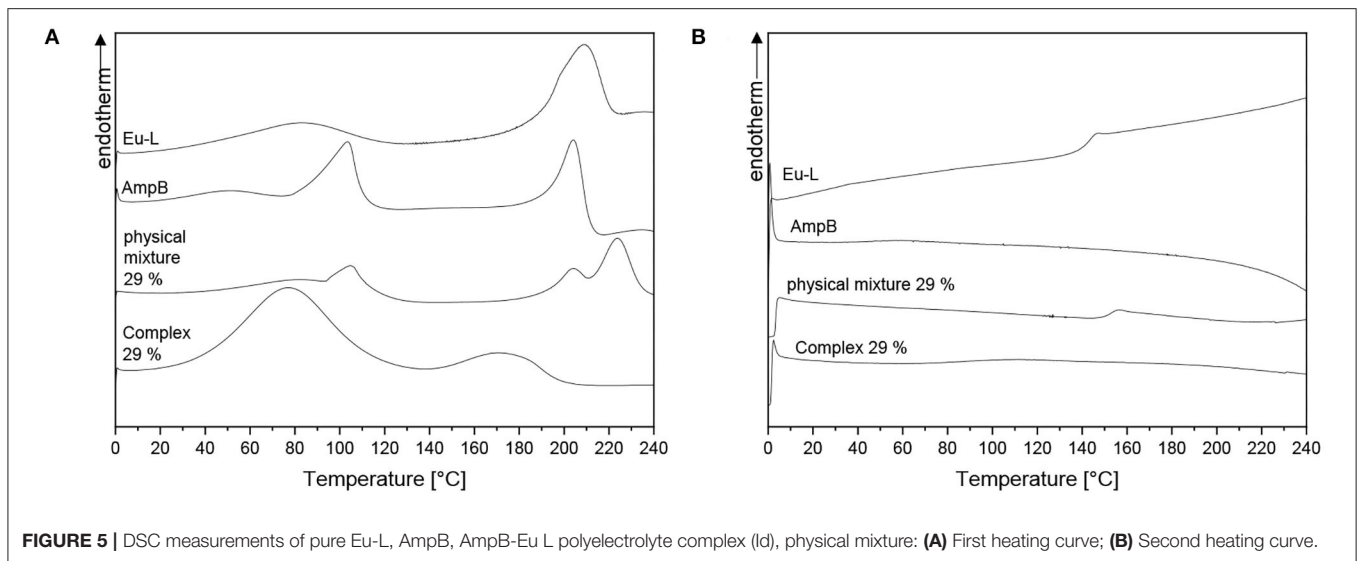 A
endotherm
Eu-L
AmpB
physical
mixture
29 %
Complex
29 %
0 20 40 60 80 100 120 140 160 180 200 220 240
Temperature [°C]
B
endotherm
Eu-L
AmpB
physical mixture 29 %
Complex 29 %
0 20 40 60 80 100 120 140 160 180 200 220 240
Temperature [°C]
FIGURE 5 | DSC measurements of pure Eu-L, AmpB, AmpB-Eu L polyelectrolyte complex (Id), physical mixture: (A) First heating curve; (B) Second heating curve.